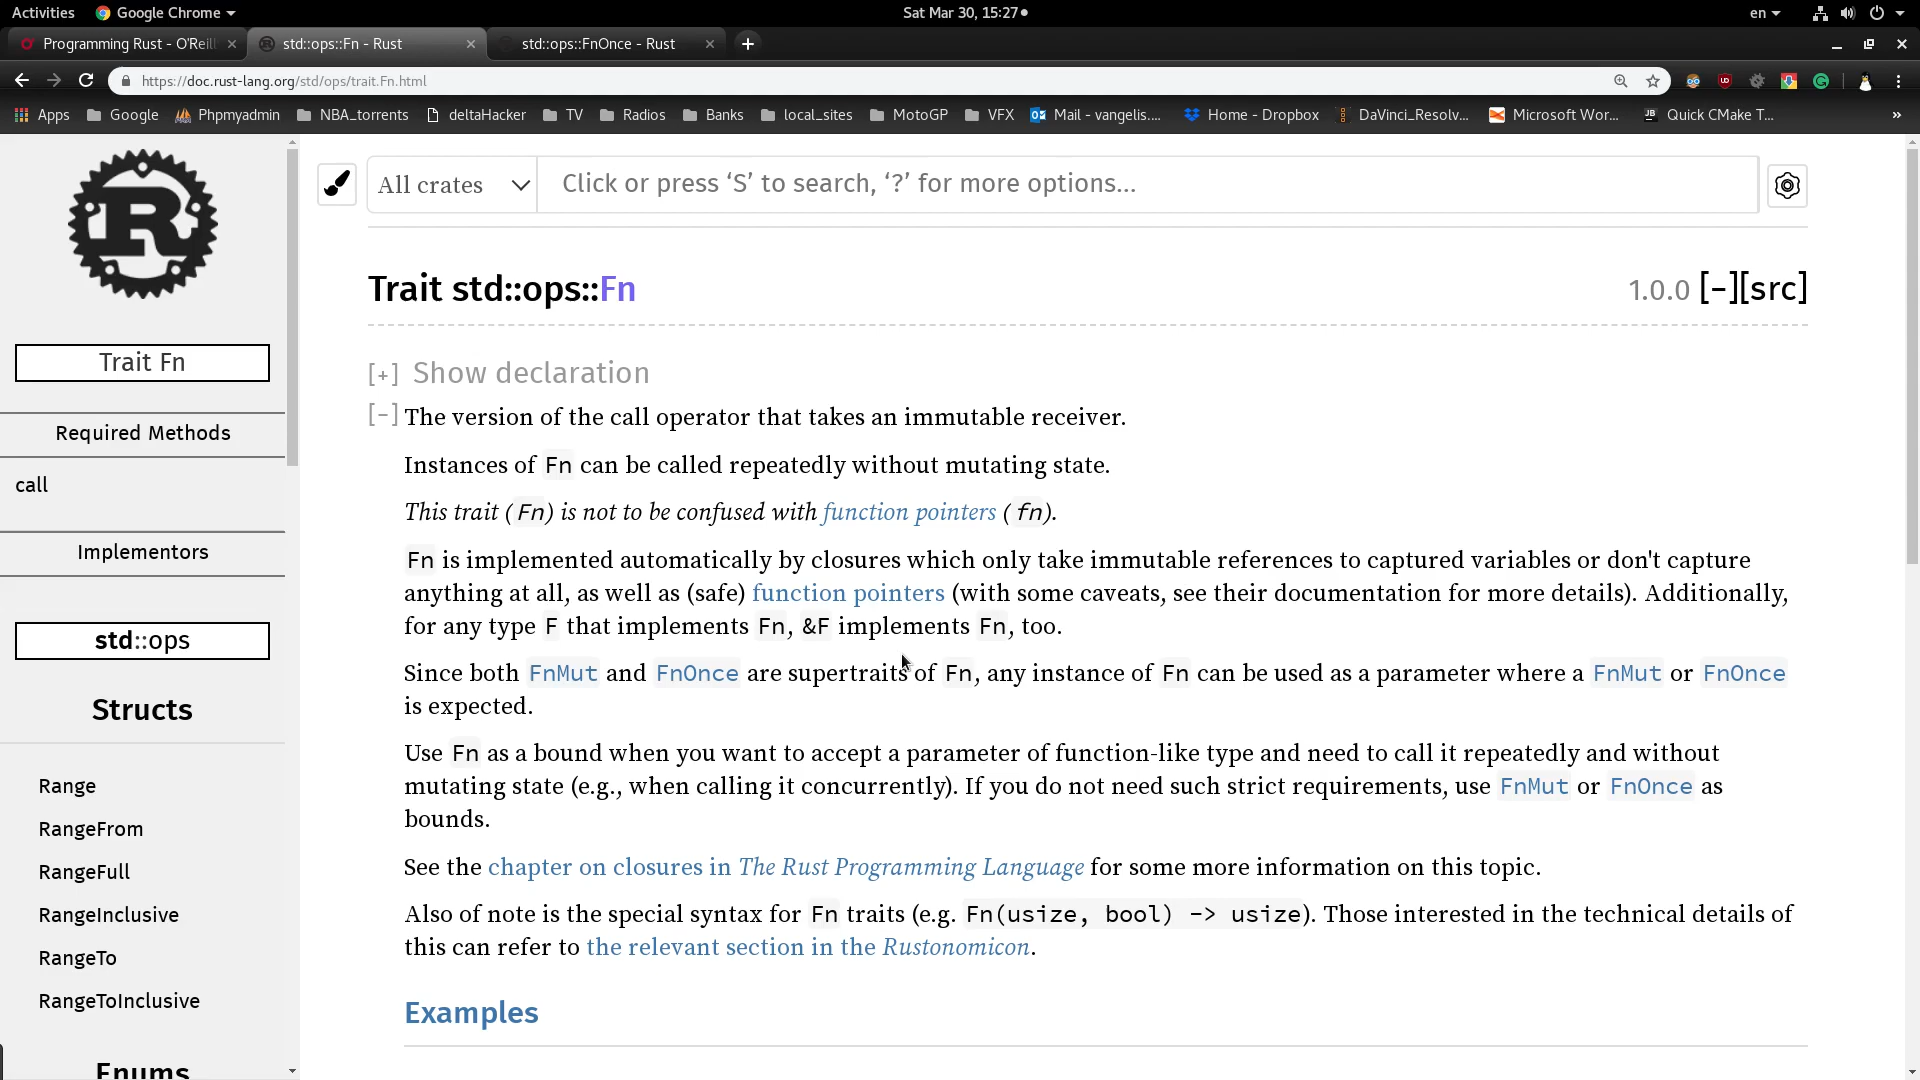 Activities Google Chrome Sat Mar 30, 15:27 en
Programming Rust - O'Reill std::ops::Fn - Rust std::ops::FnOnce - Rust
https://doc.rust-lang.org/std/ops/trait.Fn.html
Apps Google Phpmyadmin NBA_torrents deltaHacker TV Radios Banks local_sites MotoGP VFX Mail - vangelis.... Home - Dropbox DaVinci_Resolv... Microsoft Wor... Quick CMake T... »
All crates Click or press ‘S’ to search, ‘?’ for more options...
Trait std::ops::Fn 1.0.0 [-][src]
Trait Fn
Required Methods
call
Implementors
std::ops
Structs
Range
RangeFrom
RangeFull
RangeInclusive
RangeTo
RangeToInclusive
Enums
[+] Show declaration
[-] The version of the call operator that takes an immutable receiver.
Instances of Fn can be called repeatedly without mutating state.
This trait (Fn) is not to be confused with function pointers (fn).
Fn is implemented automatically by closures which only take immutable references to captured variables or don't capture
anything at all, as well as (safe) function pointers (with some caveats, see their documentation for more details). Additionally,
for any type F that implements Fn, &F implements Fn, too.
Since both FnMut and FnOnce are supertraits of Fn, any instance of Fn can be used as a parameter where a FnMut or FnOnce
is expected.
Use Fn as a bound when you want to accept a parameter of function-like type and need to call it repeatedly and without
mutating state (e.g., when calling it concurrently). If you do not need such strict requirements, use FnMut or FnOnce as
bounds.
See the chapter on closures in The Rust Programming Language for some more information on this topic.
Also of note is the special syntax for Fn traits (e.g. Fn(usize, bool) -> usize). Those interested in the technical details of
this can refer to the relevant section in the Rustonomicon.
Examples